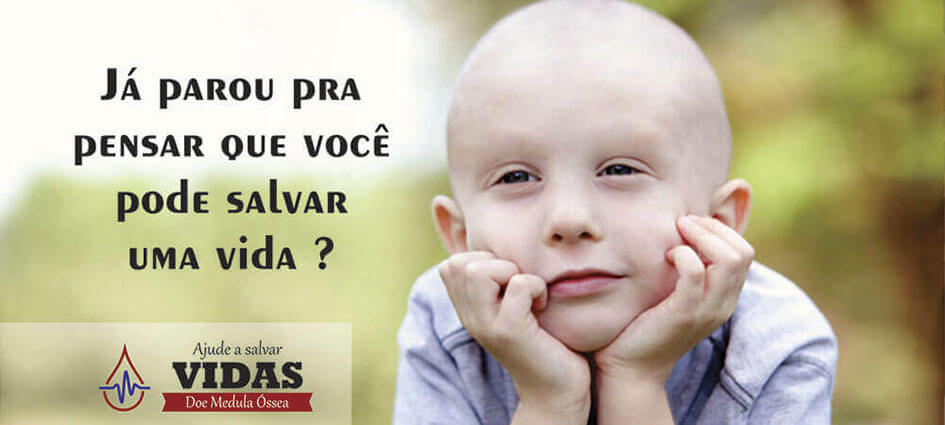 Já parou pra
pensar que você
pode salvar
uma vida ?
Ajude a salvar
VIDAS
Doe Medula Óssea